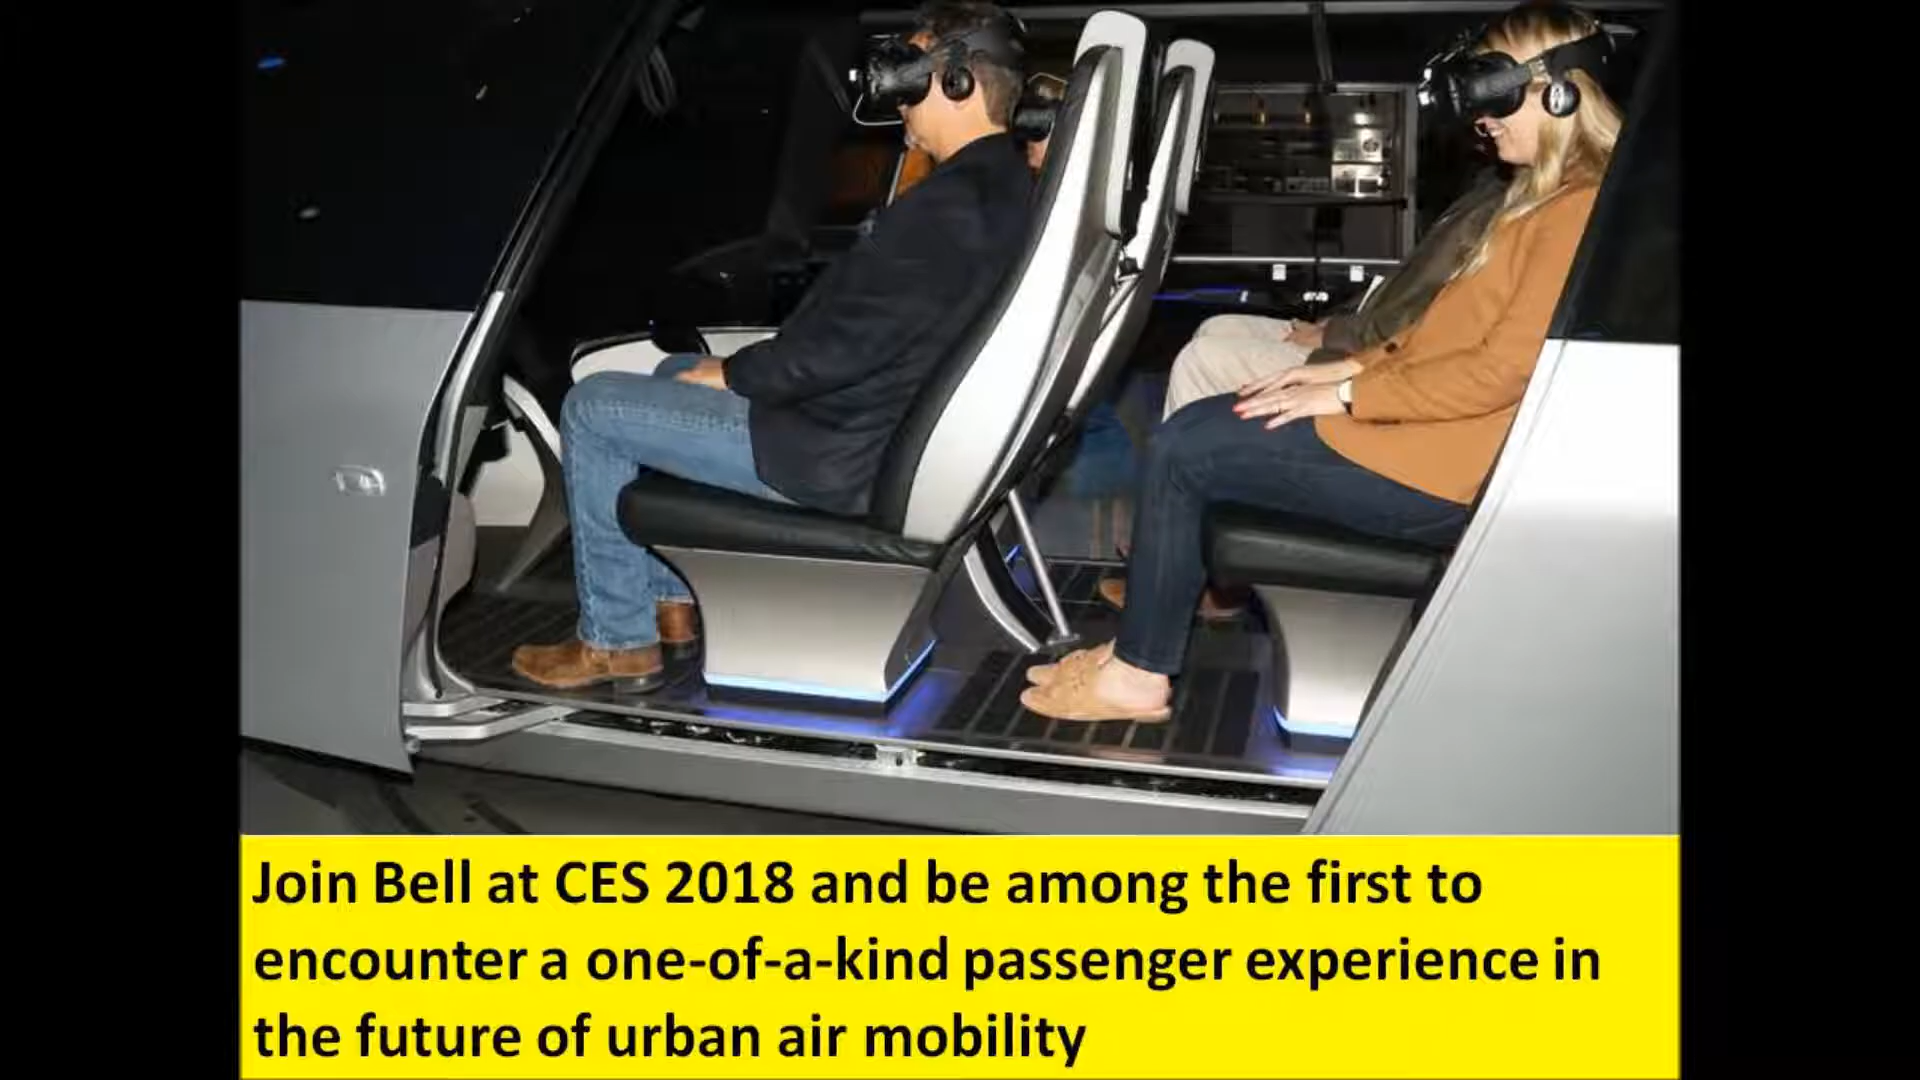 Join Bell at CES 2018 and be among the first to
encounter a one-of-a-kind passenger experience in
the future of urban air mobility